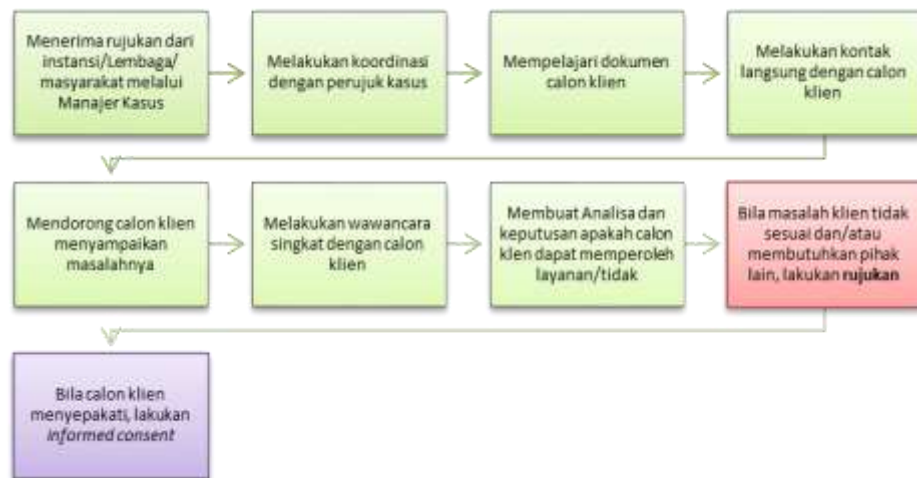 Menerima rujukan dari
instansi/Lembaga/
masyarakat melalui
Manajer Kasus
Melakukan koordinasi
dengan perujuk kasus
Mempelajari dokumen
calon klien
Melakukan kontak
langsung dengan calon
klien
Mendorong calon klien
menyampaikan
masalahnya
Melakukan wawancara
singkat dengan calon
klien
Membuat Analisa dan
keputusan apakah calon
klen dapat memperoleh
layanan/tidak
Bila masalah klien tidak
sesuai dan/atau
membutuhkan pihak
lain, lakukan rujukan
Bila calon klien
menyepakati, lakukan
informed consent